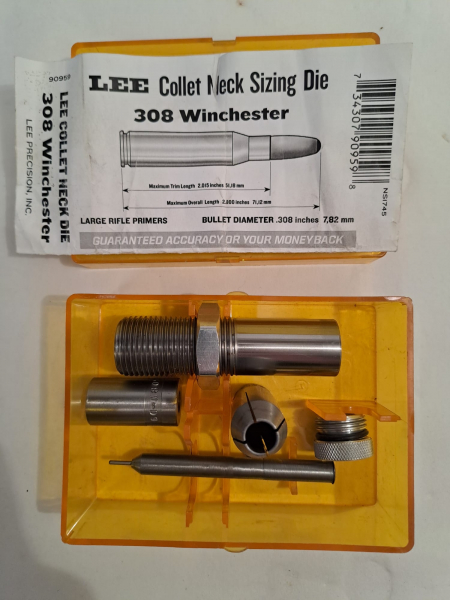 90959
LEE COLLET NECK DIE
308 Winchester
LEE PRECISION, INC.
LEE Collet Neck Sizing Die
308 Winchester
Maximum Trim Length 2.015 inches 51,18 mm
Maximum Overall Length 2.800 inches 71,12 mm
LARGE RIFLE PRIMERS BULLET DIAMETER .308 inches 7,82 mm
GUARANTEED ACCURACY OR YOUR MONEY BACK
7 34307 90959 8
NS1745